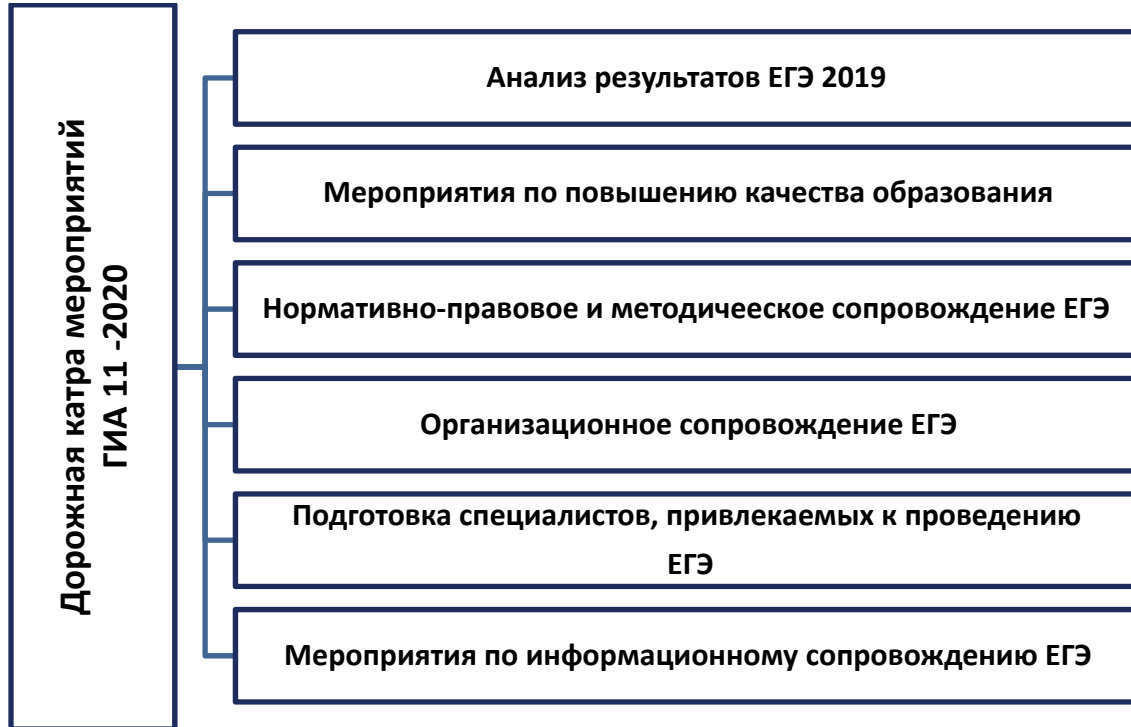 Дорожная катра мероприятий
ГИА 11 -2020
Анализ результатов ЕГЭ 2019
Мероприятия по повышению качества образования
Нормативно-правовое и методичееское сопровождение ЕГЭ
Организационное сопровождение ЕГЭ
Подготовка специалистов, привлекаемых к проведению
ЕГЭ
Мероприятия по информационному сопровождению ЕГЭ